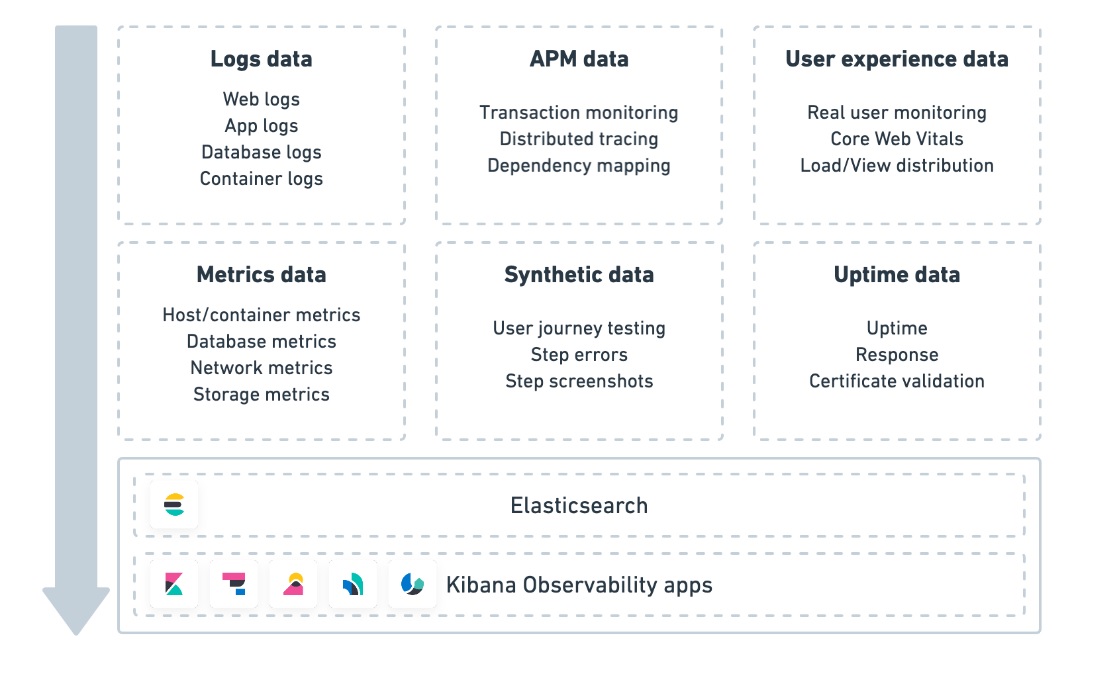 Logs data
Web logs
App logs
Database logs
Container logs
APM data
Transaction monitoring
Distributed tracing
Dependency mapping
User experience data
Real user monitoring
Core Web Vitals
Load/View distribution
Metrics data
Host/container metrics
Database metrics
Network metrics
Storage metrics
Synthetic data
User journey testing
Step errors
Step screenshots
Uptime data
Uptime
Response
Certificate validation
Elasticsearch
Kibana Observability apps